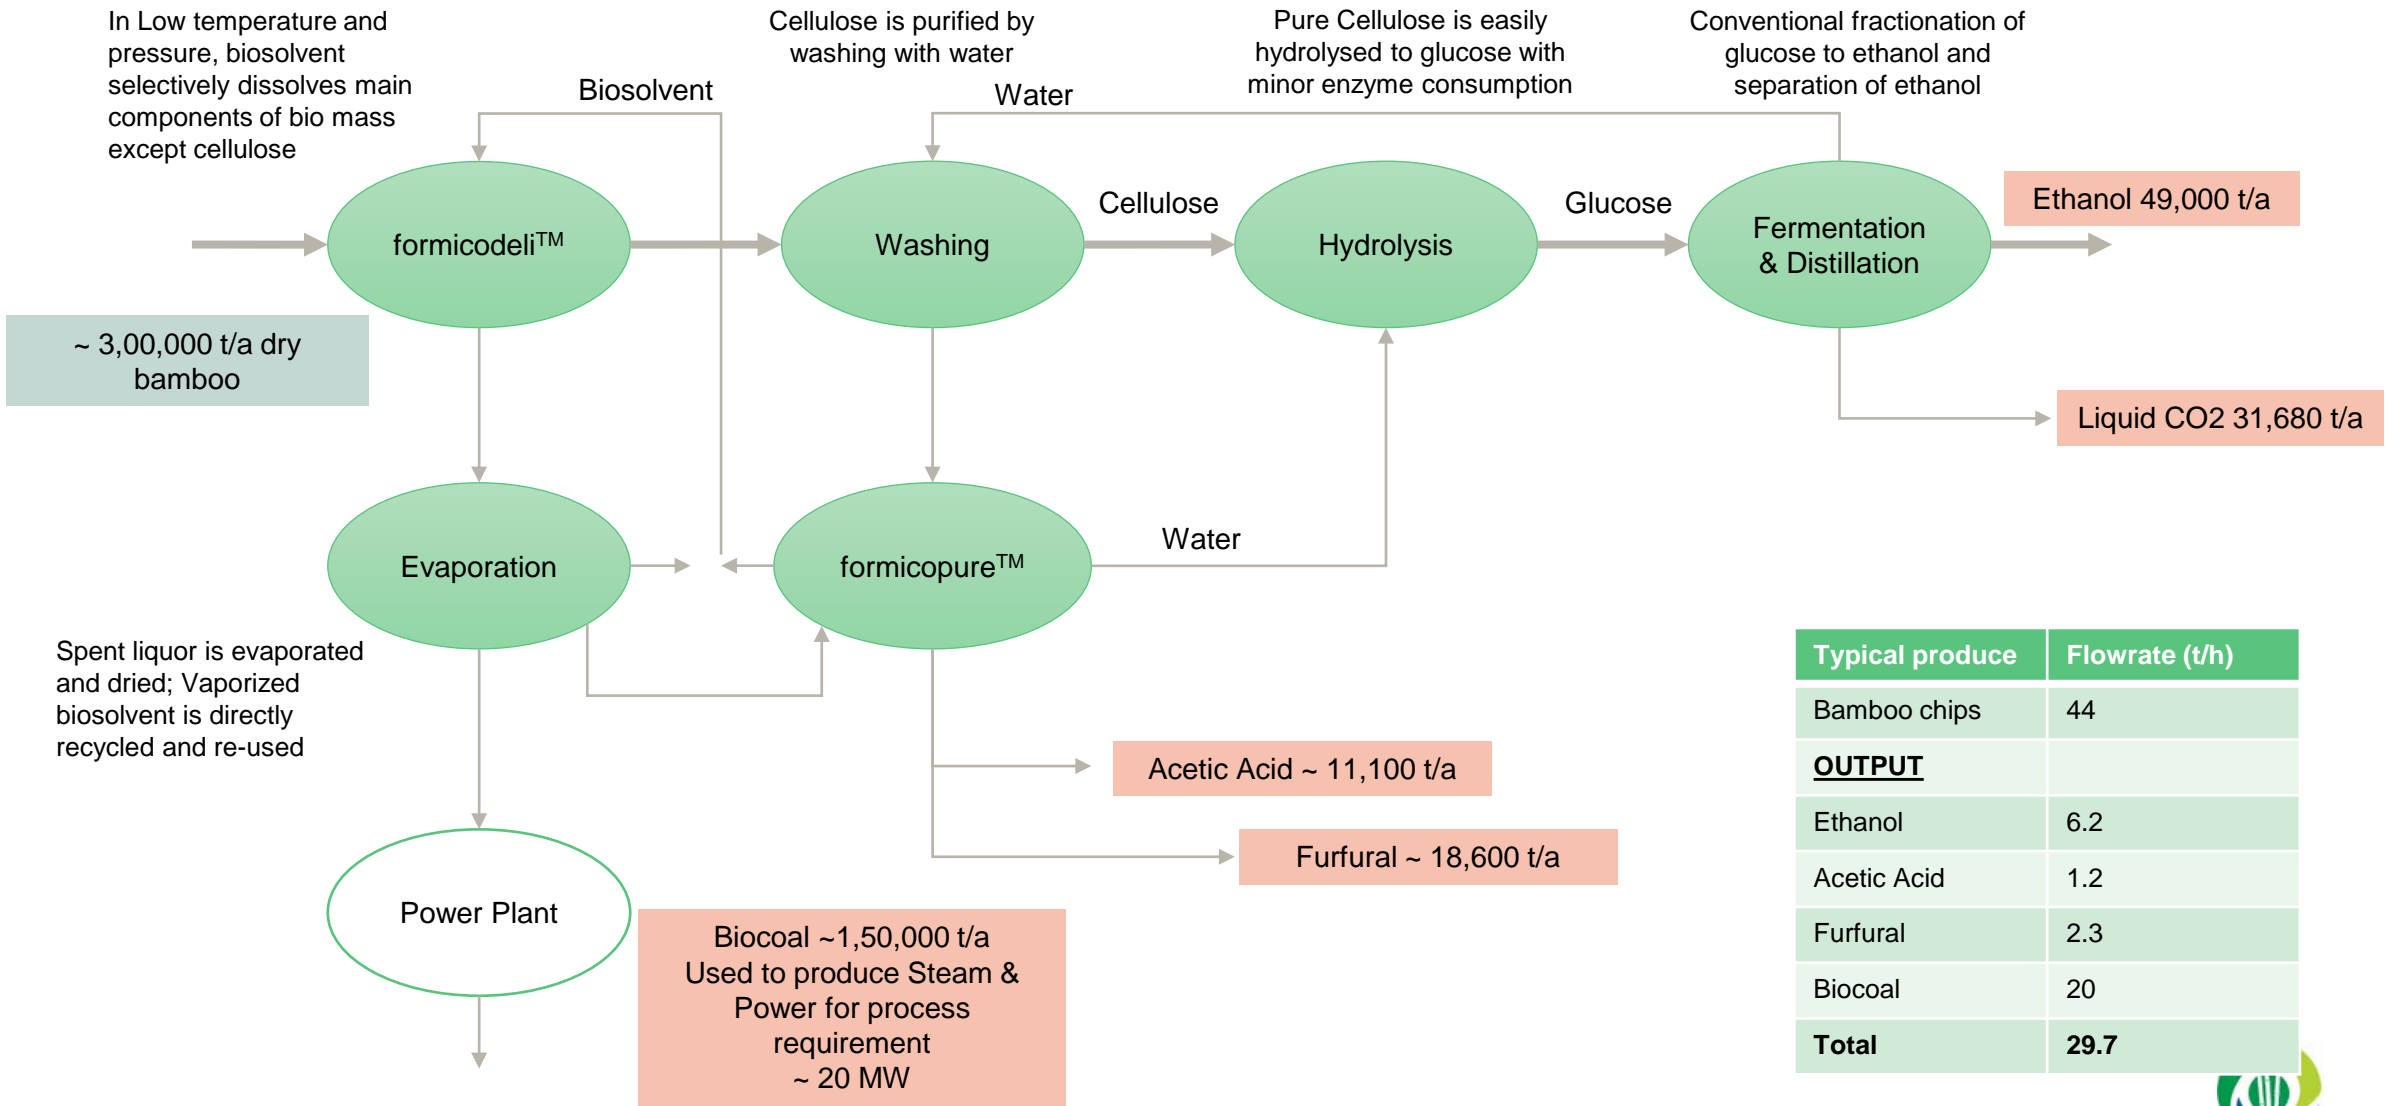 In Low temperature and
pressure, biosolvent
selectively dissolves main
components of bio mass
except cellulose
Cellulose is purified by
washing with water
Pure Cellulose is easily
hydrolysed to glucose with
minor enzyme consumption
Conventional fractionation of
glucose to ethanol and
separation of ethanol
Biosolvent
Water
formicodeli™
Washing
Cellulose
Hydrolysis
Glucose
Fermentation
& Distillation
Ethanol 49,000 t/a
~ 3,00,000 t/a dry
bamboo
Liquid CO2 31,680 t/a
Evaporation
formicopure™
Water
Spent liquor is evaporated
and dried; Vaporized
biosolvent is directly
recycled and re-used
Acetic Acid ~ 11,100 t/a
Furfural ~ 18,600 t/a
Power Plant
Biocoal ~1,50,000 t/a
Used to produce Steam &
Power for process
requirement
~ 20 MW
Typical produce Flowrate (t/h)
Bamboo chips 44
OUTPUT
Ethanol 6.2
Acetic Acid 1.2
Furfural 2.3
Biocoal 20
Total 29.7